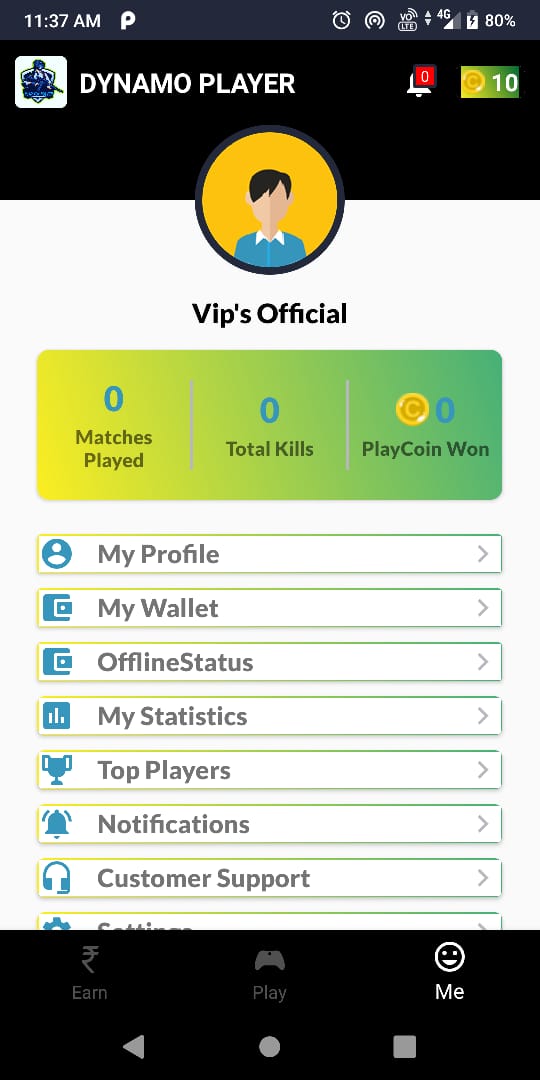 11:37 AM
VO))
LTE
4G
80%
DYNAMO PLAYER
0
10
Vip's Official
0
Matches
Played
0
Total Kills
0
PlayCoin Won
My Profile
My Wallet
OfflineStatus
My Statistics
Top Players
Notifications
Customer Support
Settings
Earn
Play
Me